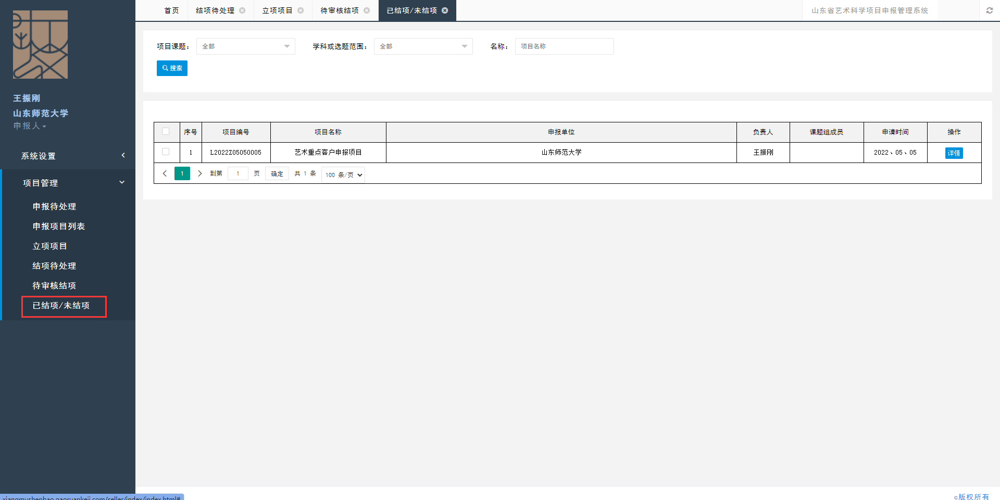 首页 结项待处理 立项项目 待审核结项 已结项/未结项 山东省艺术科学项目申报管理系统
王振刚
山东师范大学
申报人
系统设置
项目管理
申报待处理
申报项目列表
立项项目
结项待处理
待审核结项
已结项/未结项
项目课题： 全部 学科或选题范围： 全部 名称： 项目名称
搜索
序号 项目编号 项目名称 申报单位 负责人 课题组成员 申请时间 操作
1 L2022Z05050005 艺术重点客户申报项目 山东师范大学 王振刚 2022、05、05 详情
1 到第 1 页 确定 共 1 条 100 条/页
xiangmushenbao.gaoruankeji.com/seller/index/index.html#
c版权所有